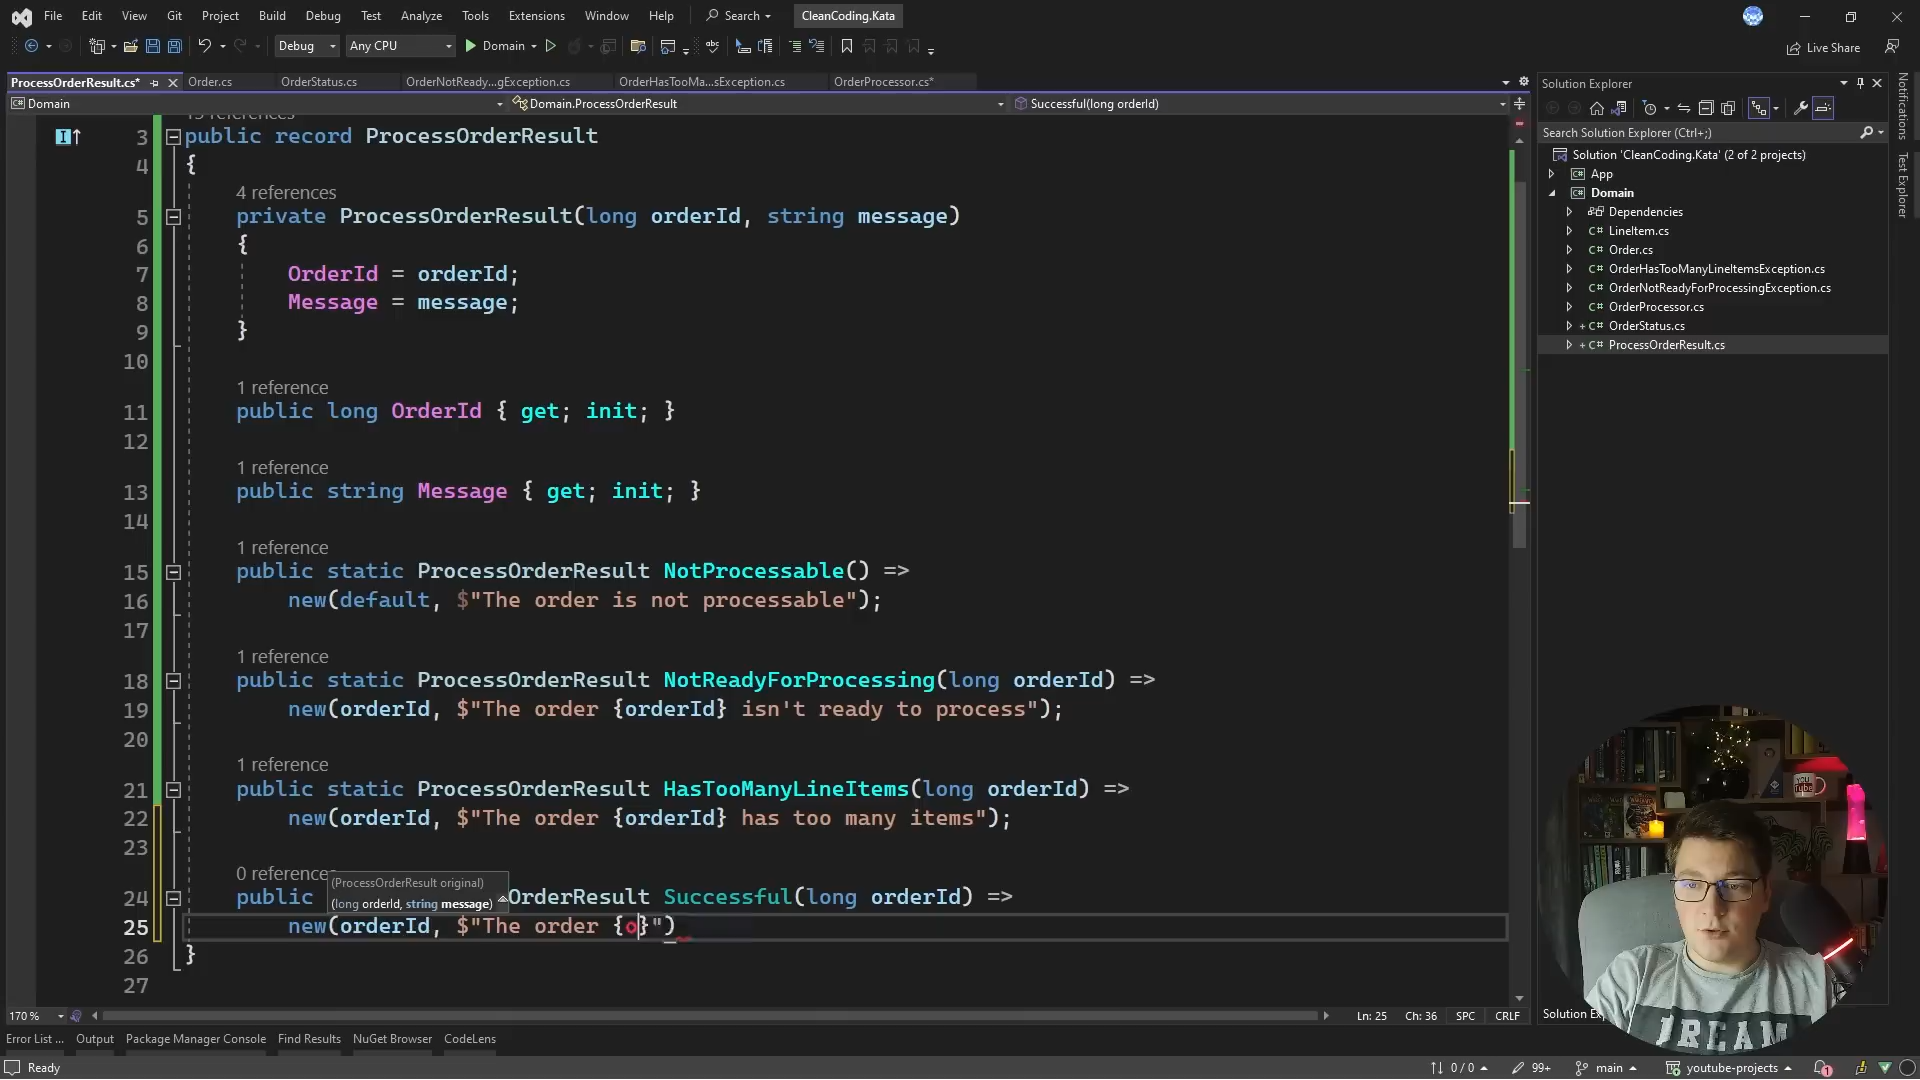 File Edit View Git Project Build Debug Test Analyze Tools Extensions Window Help Search CleanCoding.Kata
Debug Any CPU Domain Live Share
ProcessOrderResult.cs* Order.cs OrderStatus.cs OrderNotReady...gException.cs OrderHasTooMa...sException.cs OrderProcessor.cs*
Domain Domain.ProcessOrderResult Successful(long orderId)
3 public record ProcessOrderResult
4 {
4 references
5 private ProcessOrderResult(long orderId, string message)
6 {
7 OrderId = orderId;
8 Message = message;
9 }
10
1 reference
11 public long OrderId { get; init; }
12
1 reference
13 public string Message { get; init; }
14
1 reference
15 public static ProcessOrderResult NotProcessable() =>
16 new(default, $"The order is not processable");
17
1 reference
18 public static ProcessOrderResult NotReadyForProcessing(long orderId) =>
19 new(orderId, $"The order {orderId} isn't ready to process");
20
1 reference
21 public static ProcessOrderResult HasTooManyLineItems(long orderId) =>
22 new(orderId, $"The order {orderId} has too many items");
23
0 reference
(ProcessOrderResult original)
24 public OrderResult Successful(long orderId) =>
(long orderId, string message)
25 new(orderId, $"The order {o}")
26 }
27
170 % Ln: 25 Ch: 36 SPC CRLF
Error List ... Output Package Manager Console Find Results NuGet Browser CodeLens
Ready 0 / 0 99+ main youtube-projects 1
Solution Explorer
Search Solution Explorer (Ctrl+;)
Solution 'CleanCoding.Kata' (2 of 2 projects)
App
Domain
Dependencies
C# LineItem.cs
C# Order.cs
C# OrderHasTooManyLineItemsException.cs
C# OrderNotReadyForProcessingException.cs
C# OrderProcessor.cs
+ C# OrderStatus.cs
+ C# ProcessOrderResult.cs
Notifications
Test Explorer
Solution Exp
You
Tube
DREAM